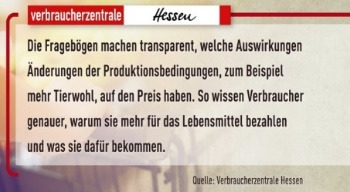 verbraucherzentrale Hessen
Die Fragebögen machen transparent, welche Auswirkungen
Änderungen der Produktionsbedingungen, zum Beispiel
mehr Tierwohl, auf den Preis haben. So wissen Verbraucher
genauer, warum sie mehr für das Lebensmittel bezahlen
und was sie dafür bekommen.
Quelle: Verbraucherzentrale Hessen